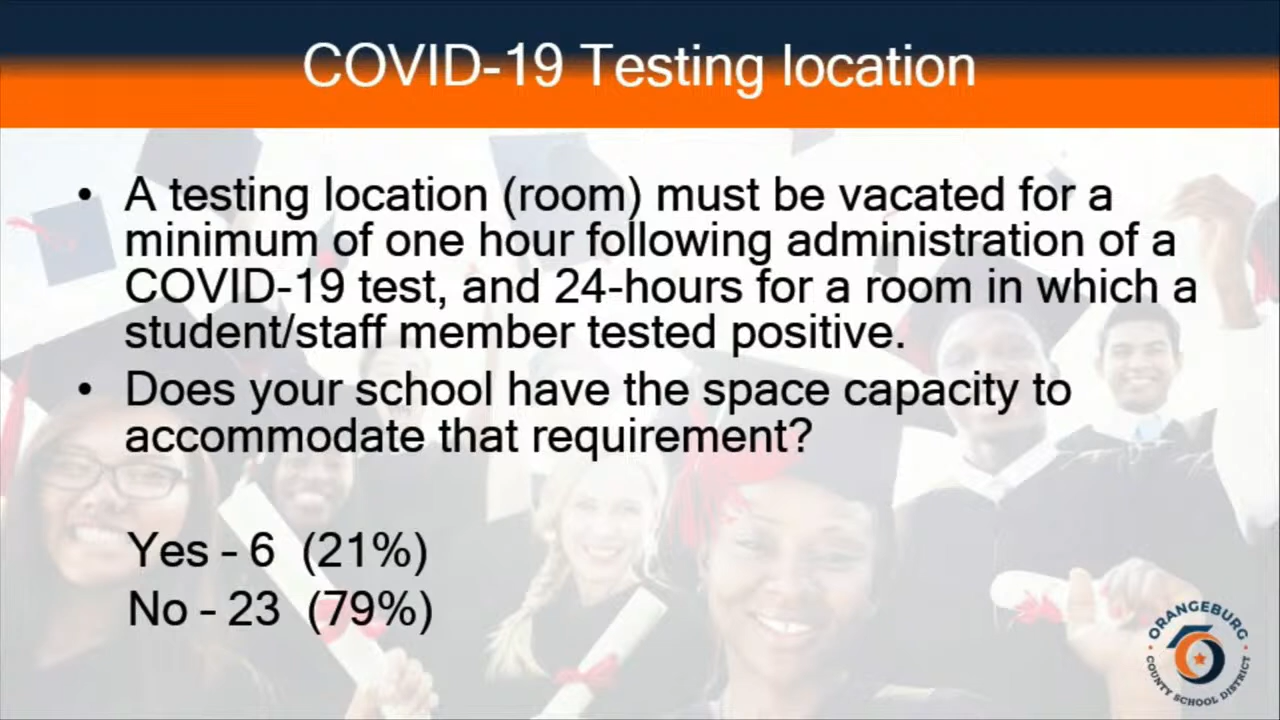 COVID-19 Testing location
• A testing location (room) must be vacated for a
minimum of one hour following administration of a
COVID-19 test, and 24-hours for a room in which a
student/staff member tested positive.
• Does your school have the space capacity to
accommodate that requirement?
Yes – 6 (21%)
No – 23 (79%)
ORANGEBURG
COUNTY SCHOOL DISTRICT